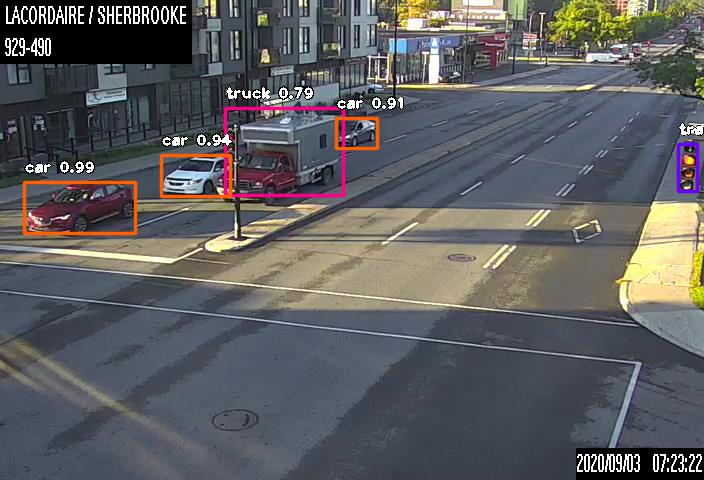 LACORDAIRE / SHERBROOKE
929-490
truck 0.79
car 0.91
car 0.94
car 0.99
tra
2020/09/03 07:23:22